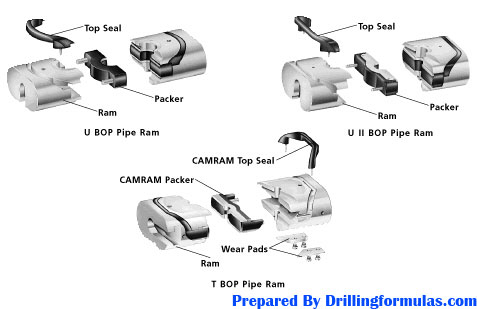 Top Seal
Packer
Ram
U BOP Pipe Ram
Top Seal
Packer
Ram
U II BOP Pipe Ram
CAMRAM Top Seal
CAMRAM Packer
Wear Pads
Ram
T BOP Pipe Ram
Prepared By Drillingformulas.com